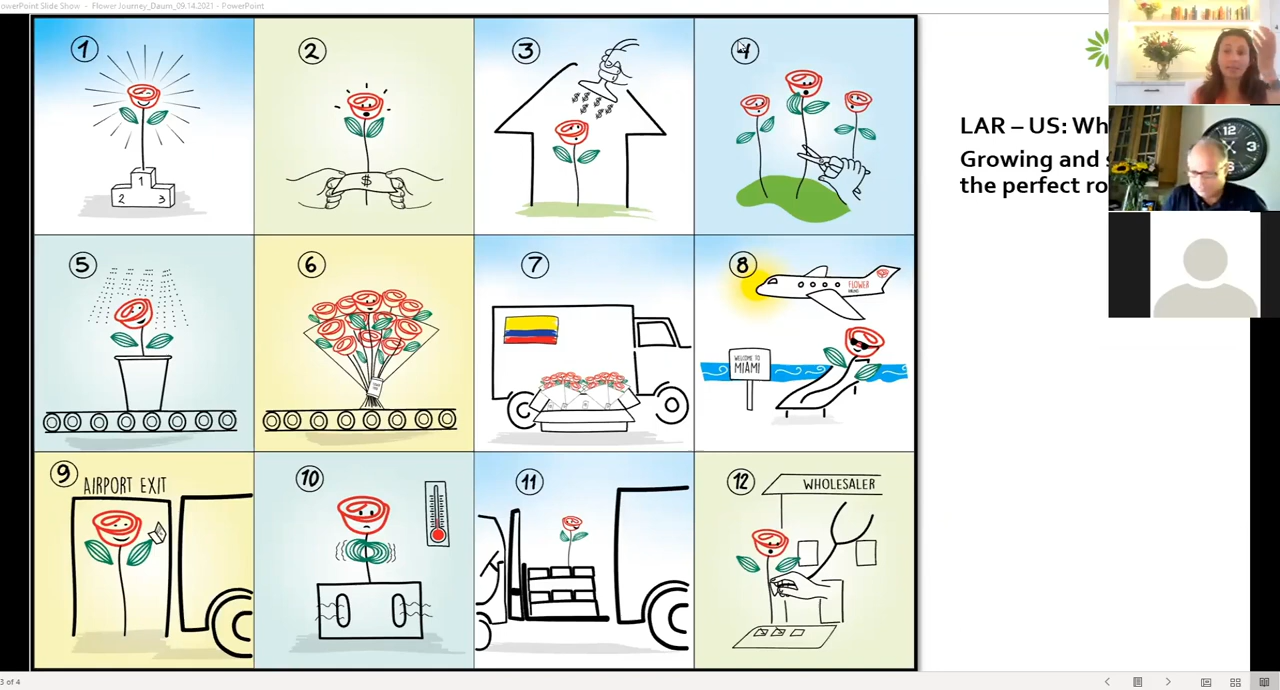 owerPoint Slide Show - Flower Journey_Daum_09.14.2021 - PowerPoint
1
1
2 3
2
$
3
$ $ $
$ $ $
4
LAR – US: Wh
Growing and s
the perfect ro
12
3
5
6
7
8
FLOWER
WELCOME TO
MIAMI
9
AIRPORT EXIT
10
11
12
WHOLESALER
3 of 4